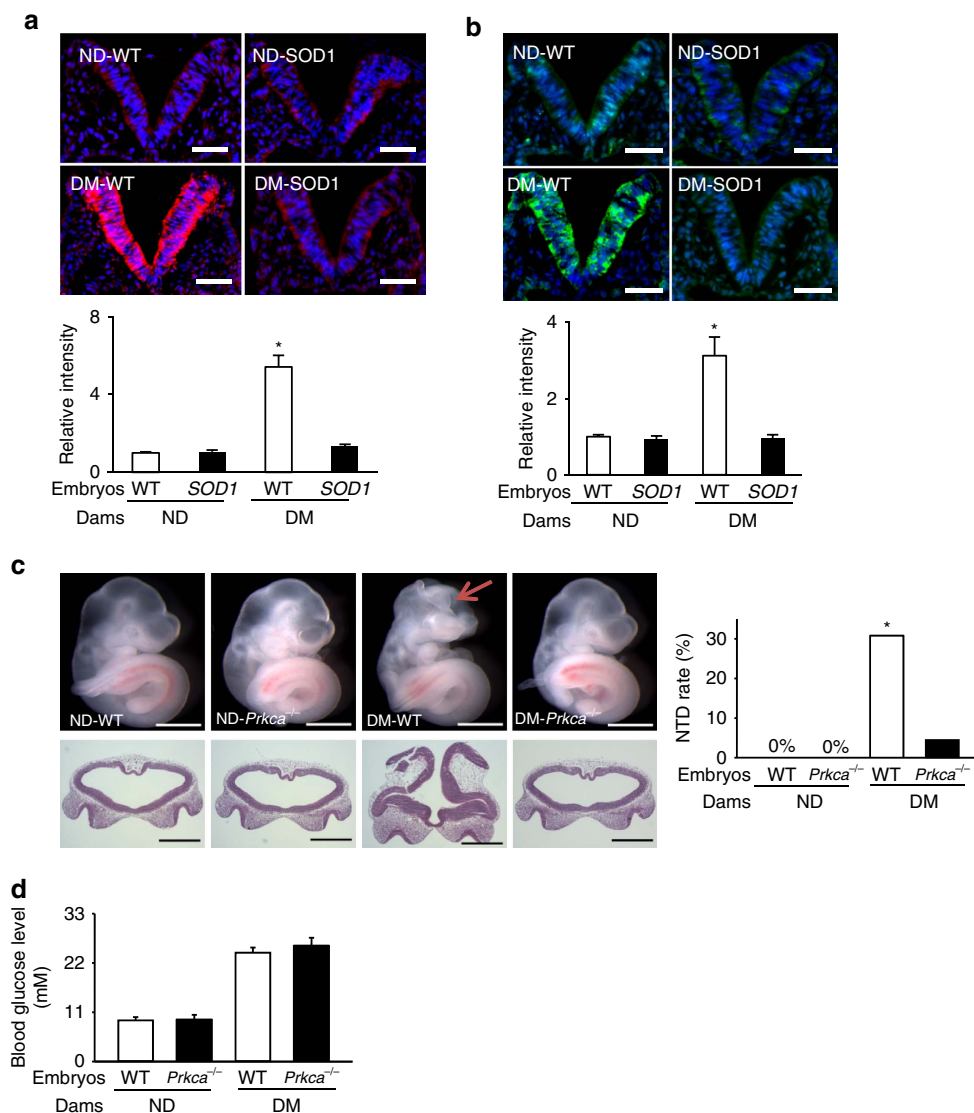 a
ND-WT
ND-SOD1
DM-WT
DM-SOD1
8
4
0
Relative intensity
*
Embryos WT SOD1 WT SOD1
Dams ND DM
b
ND-WT
ND-SOD1
DM-WT
DM-SOD1
4
2
0
Relative intensity
*
Embryos WT SOD1 WT SOD1
Dams ND DM
c
ND-WT
ND-Prkca−/−
DM-WT
DM-Prkca−/−
30
20
10
0
NTD rate (%)
0% 0%
*
Embryos WT Prkca−/− WT Prkca−/−
Dams ND DM
d
33
22
11
0
Blood glucose level
(mM)
Embryos WT Prkca−/− WT Prkca−/−
Dams ND DM